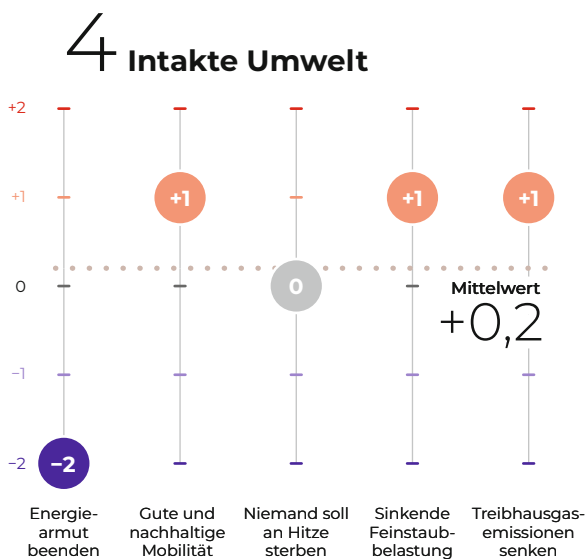 4 Intakte Umwelt
+2
+1
+1
+1
+1
0
0
Mittelwert
+0,2
−1
−2
−2
Energie-
armut
beenden
Gute und
nachhaltige
Mobilität
Niemand soll
an Hitze
sterben
Sinkende
Feinstaub-
belastung
Treibhausgas-
emissionen
senken